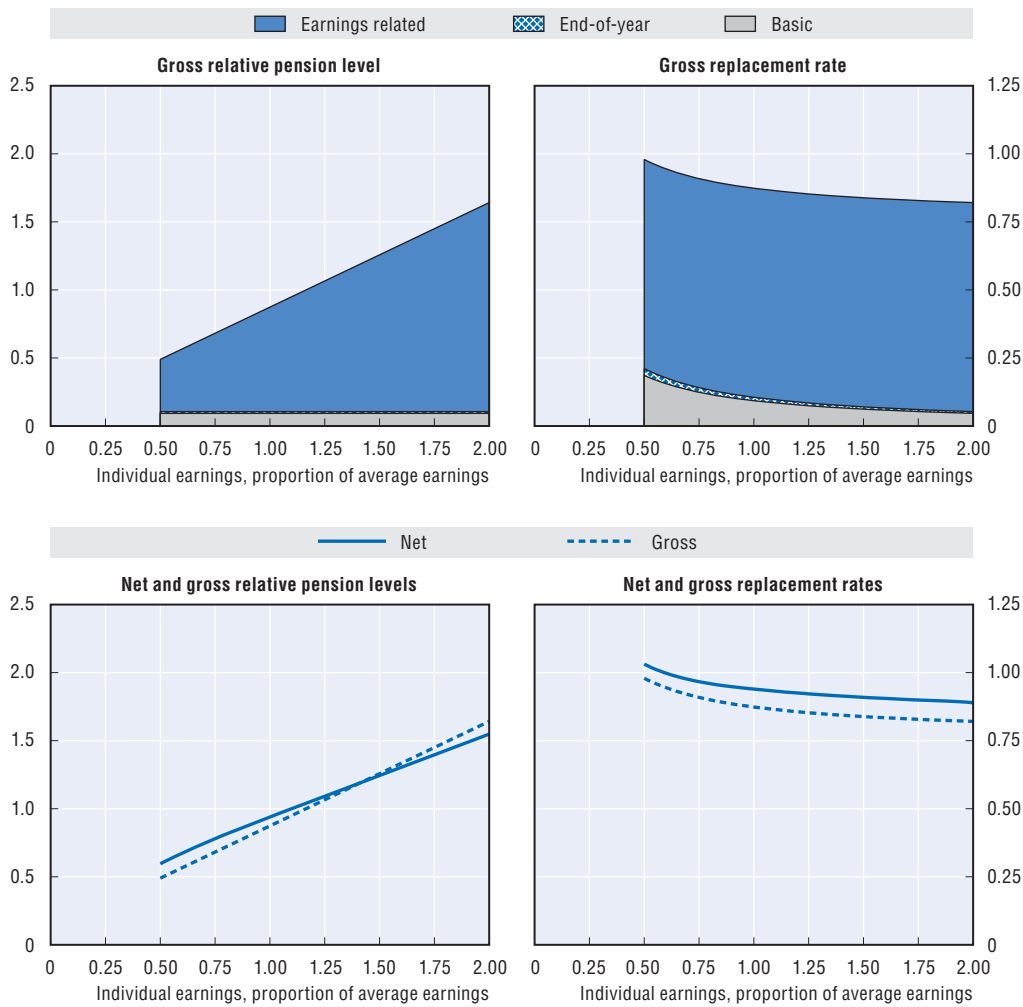 Earnings related End-of-year Basic
Gross relative pension level
2.5
2.0
1.5
1.0
0.5
0
0 0.25 0.50 0.75 1.00 1.25 1.50 1.75 2.00
Individual earnings, proportion of average earnings
Gross replacement rate
1.25
1.00
0.75
0.50
0.25
0
0 0.25 0.50 0.75 1.00 1.25 1.50 1.75 2.00
Individual earnings, proportion of average earnings
Net Gross
Net and gross relative pension levels
2.5
2.0
1.5
1.0
0.5
0
0 0.25 0.50 0.75 1.00 1.25 1.50 1.75 2.00
Individual earnings, proportion of average earnings
Net and gross replacement rates
1.25
1.00
0.75
0.50
0.25
0
0 0.25 0.50 0.75 1.00 1.25 1.50 1.75 2.00
Individual earnings, proportion of average earnings